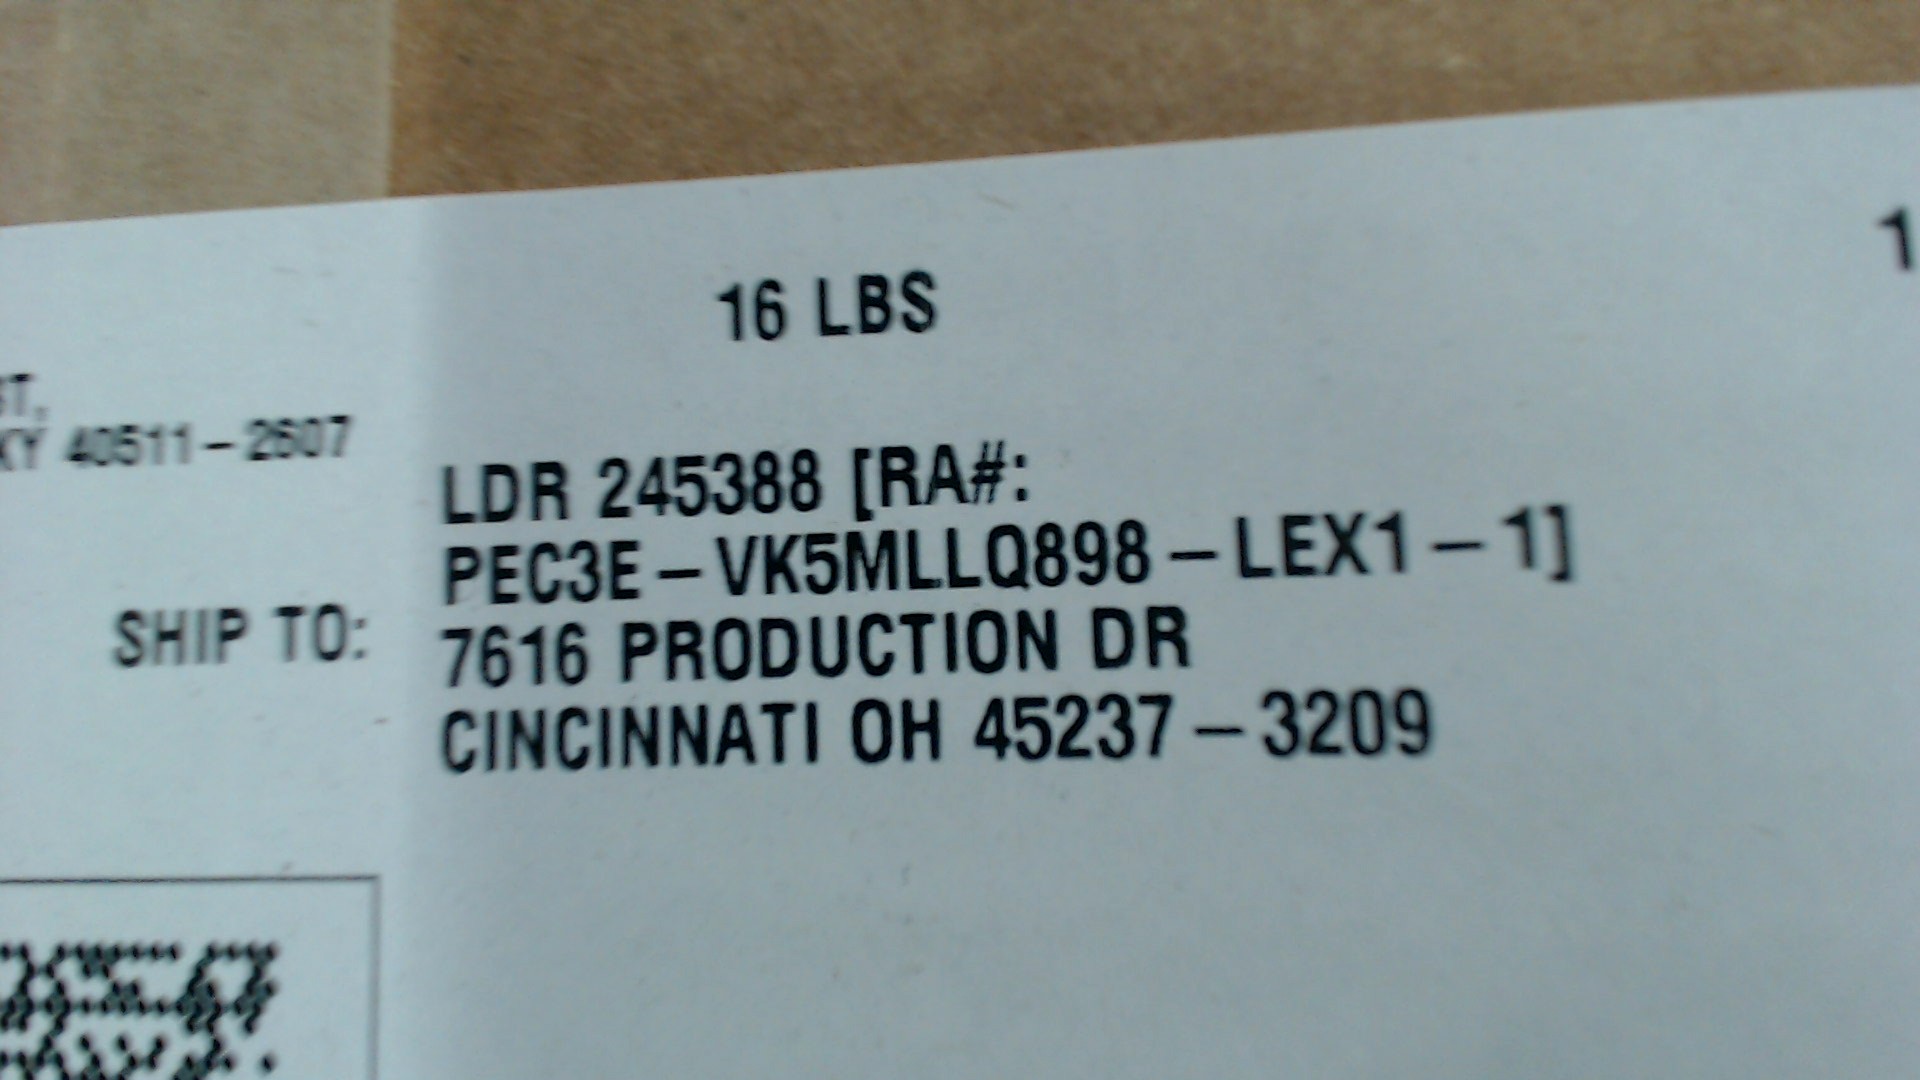 16 LBS
1
ST,
KY 40511-2607
LDR 245388 [RA#:
PEC3E-VK5MLLQ898-LEX1-1]
SHIP TO: 7616 PRODUCTION DR
CINCINNATI OH 45237-3209